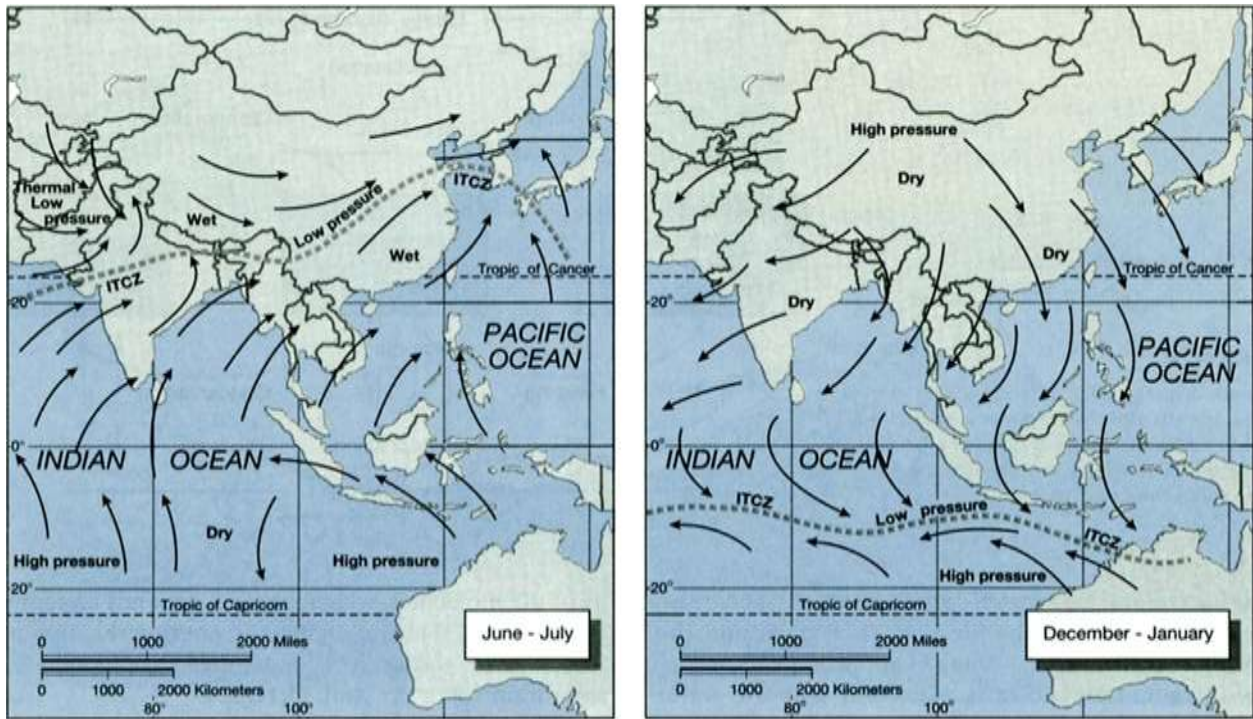 Thermal
Low
pressure
Wet
Low pressure
ITCZ
Wet
ITCZ
Tropic of Cancer
20°
PACIFIC
OCEAN
0°
INDIAN OCEAN
Dry
High pressure
High pressure
20°
Tropic of Capricorn
June - July
0 1000 2000 Miles
0 1000 2000 Kilometers
80° 100°
High pressure
Dry
Dry
Tropic of Cancer
Dry
20°
PACIFIC
OCEAN
0°
INDIAN OCEAN
ITCZ
Low pressure
ITCZ
High pressure
20°
Tropic of Capricorn
December - January
0 1000 2000 Miles
0 1000 2000 Kilometers
80° 100°